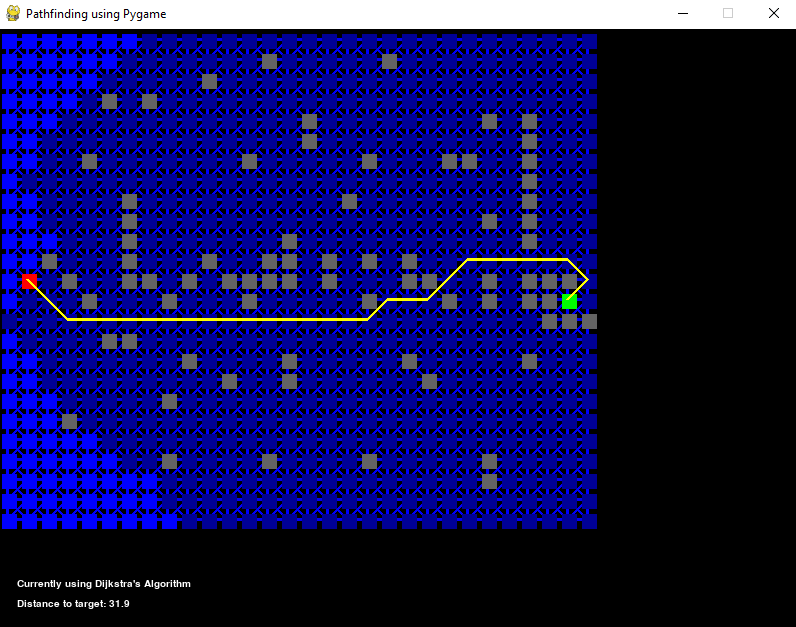 Pathfinding using Pygame
Currently using Dijkstra's Algorithm
Distance to target: 31.9